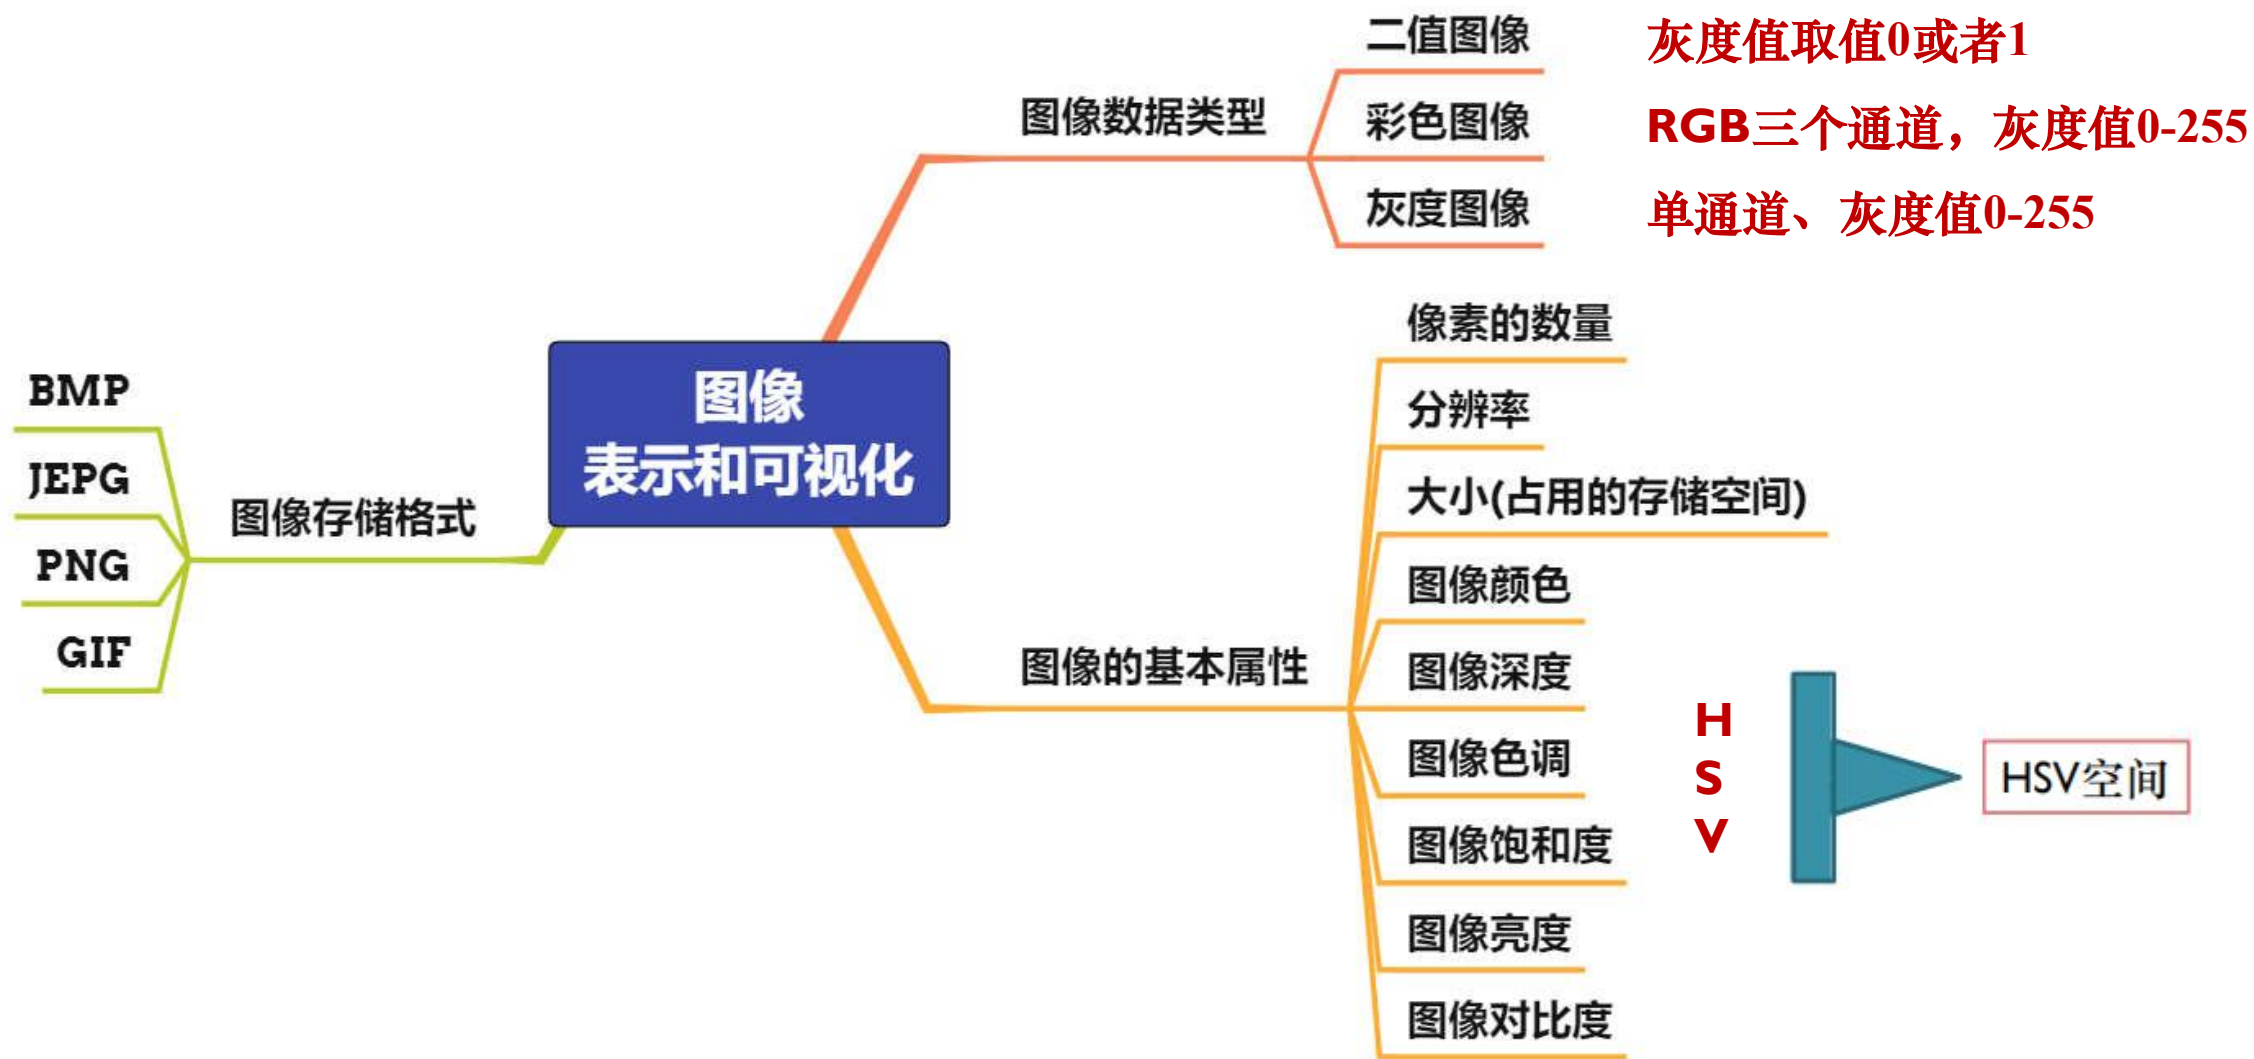 二值图像
灰度值取值0或者1
图像数据类型
彩色图像
RGB三个通道，灰度值0-255
灰度图像
单通道、灰度值0-255
图像
表示和可视化
BMP
JEPG
PNG
GIF
图像存储格式
图像的基本属性
像素的数量
分辨率
大小(占用的存储空间)
图像颜色
图像深度
图像色调
图像饱和度
图像亮度
图像对比度
H
S
V
HSV空间